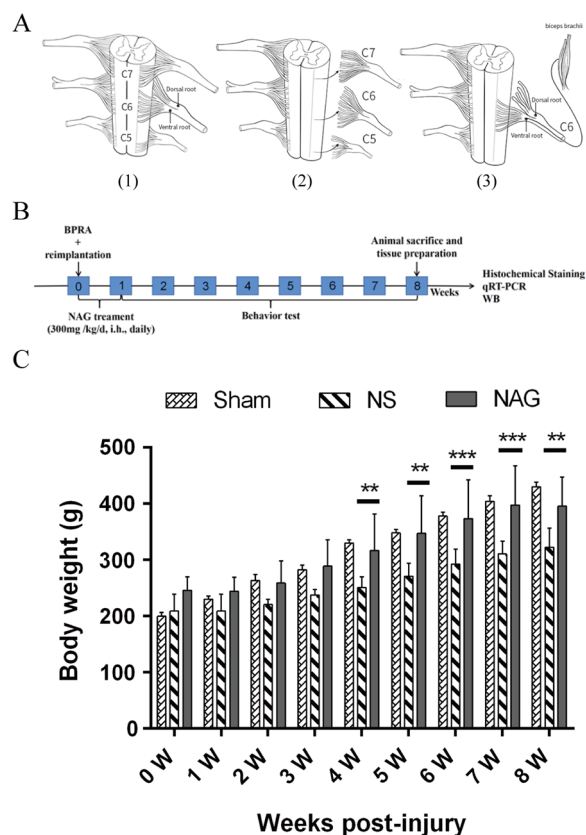 A
C7
C6
C5
Dorsal root
Ventral root
(1)
C7
C6
C5
(2)
biceps brachii
Dorsal root
Ventral root
C6
(3)
B
BPRA
+
reimplantation
Animal sacrifice and
tissue preparation
0 1 2 3 4 5 6 7 8 Weeks
NAG treament
(300mg /kg/d, i.h., daily)
Behavior test
Histochemical Staining
qRT-PCR
WB
C
Sham NS NAG
Body weight (g)
500
400
300
200
100
0
** ** *** *** **
0 W 1 W 2 W 3 W 4 W 5 W 6 W 7 W 8 W
Weeks post-injury